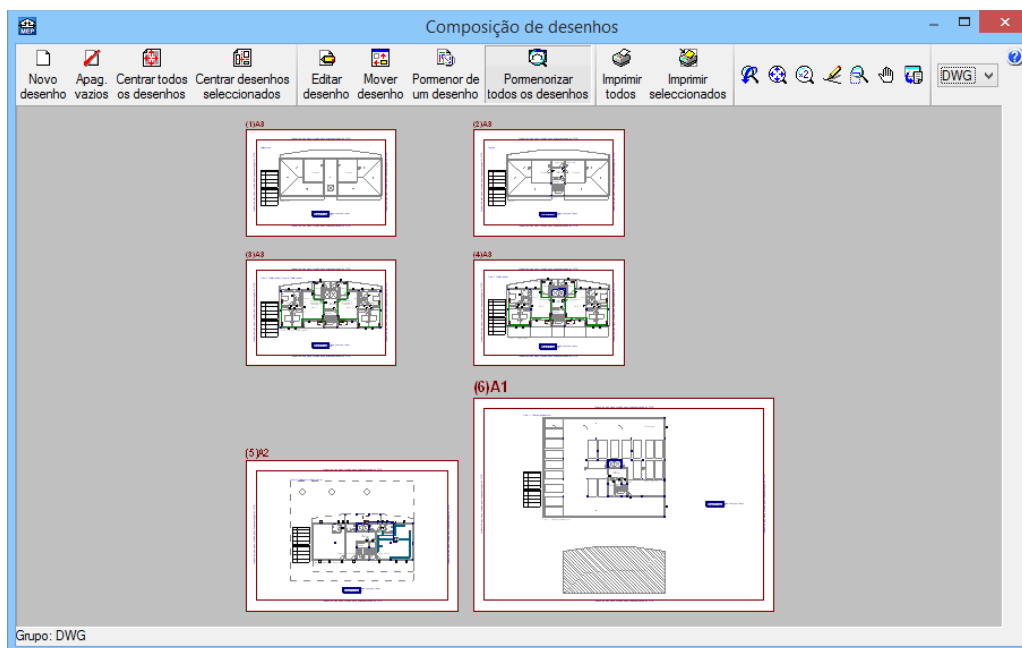 MEP
Composição de desenhos
Novo desenho
Apag. vazios
Centrar todos os desenhos
Centrar desenhos seleccionados
Editar desenho
Mover desenho
Pormenor de um desenho
Pormenorizar todos os desenhos
Imprimir todos
Imprimir seleccionados
DWG
(1)A3
(2)A3
(3)A3
(4)A3
(6)A1
(5)A2
Grupo: DWG